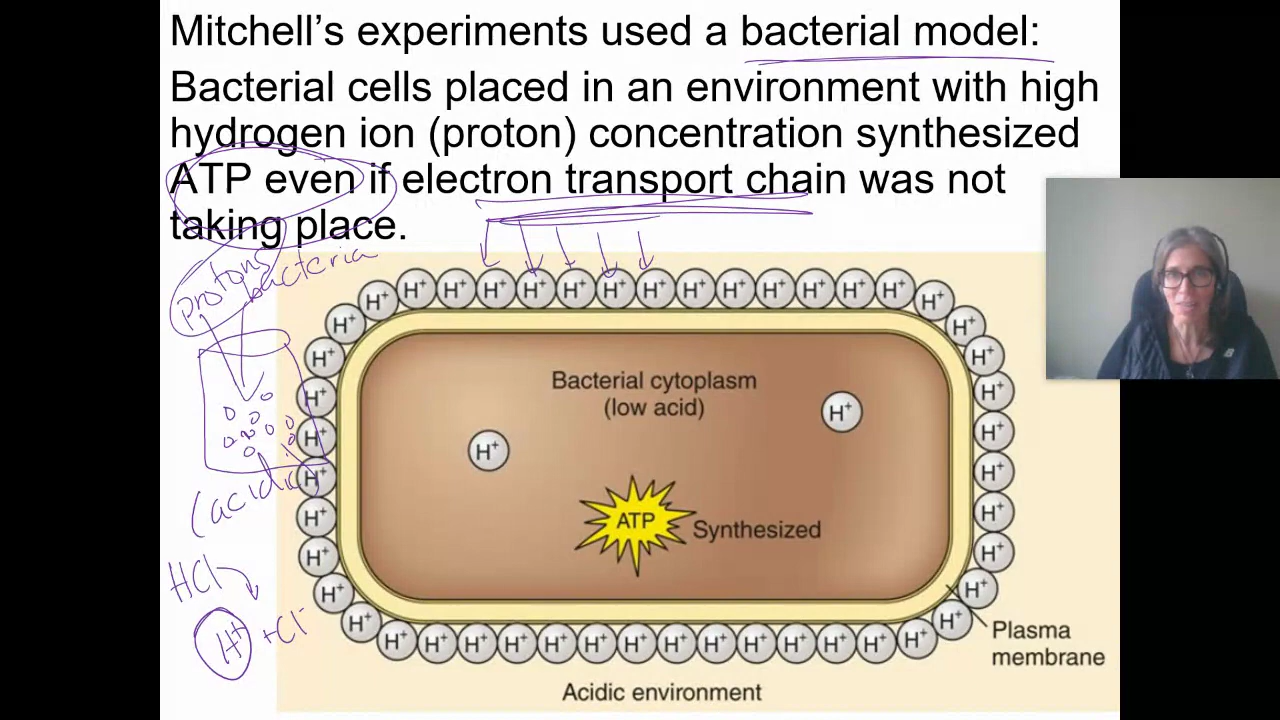 Mitchell’s experiments used a bacterial model:
Bacterial cells placed in an environment with high
hydrogen ion (proton) concentration synthesized
ATP even if electron transport chain was not
taking place.
protons
bacteria
(acidic)
HCl
H⁺ + Cl⁻
H⁺ H⁺ H⁺ H⁺ H⁺ H⁺ H⁺ H⁺ H⁺ H⁺ H⁺ H⁺ H⁺
H⁺ H⁺
H⁺ H⁺
H⁺ H⁺
H⁺ H⁺
H⁺ H⁺
H⁺ H⁺
H⁺ H⁺
H⁺ H⁺
H⁺ H⁺
H⁺ H⁺
Bacterial cytoplasm
(low acid)
H⁺
H⁺
ATP Synthesized
H⁺ H⁺ H⁺ H⁺ H⁺ H⁺ H⁺ H⁺ H⁺ H⁺ H⁺ H⁺ H⁺ H⁺
Plasma
membrane
Acidic environment